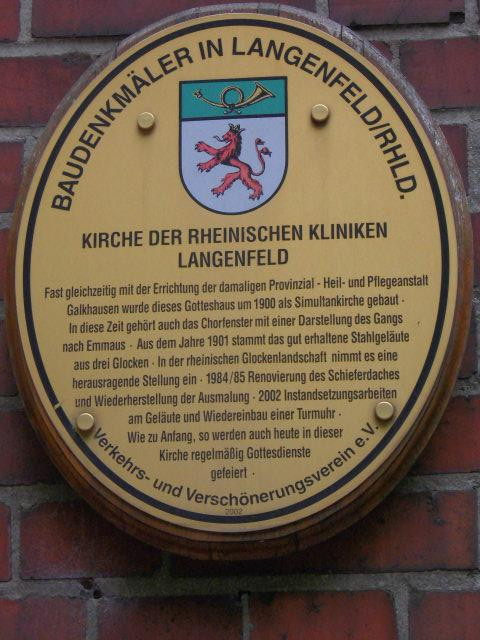 BAUDENKMÄLER IN LANGENFELD/RHLD.
KIRCHE DER RHEINISCHEN KLINIKEN
LANGENFELD
Fast gleichzeitig mit der Errichtung der damaligen Provinzial - Heil- und Pflegeanstalt
Galkhausen wurde dieses Gotteshaus um 1900 als Simultankirche gebaut ·
In diese Zeit gehört auch das Chorfenster mit einer Darstellung des Gangs
nach Emmaus · Aus dem Jahre 1901 stammt das gut erhaltene Stahlgeläute
aus drei Glocken · In der rheinischen Glockenlandschaft nimmt es eine
herausragende Stellung ein · 1984/85 Renovierung des Schieferdaches
und Wiederherstellung der Ausmalung · 2002 Instandsetzungsarbeiten
am Geläute und Wiedereinbau einer Turmuhr ·
Wie zu Anfang, so werden auch heute in dieser
Kirche regelmäßig Gottesdienste
gefeiert ·
Verkehrs- und Verschönerungsverein e.V.
2002